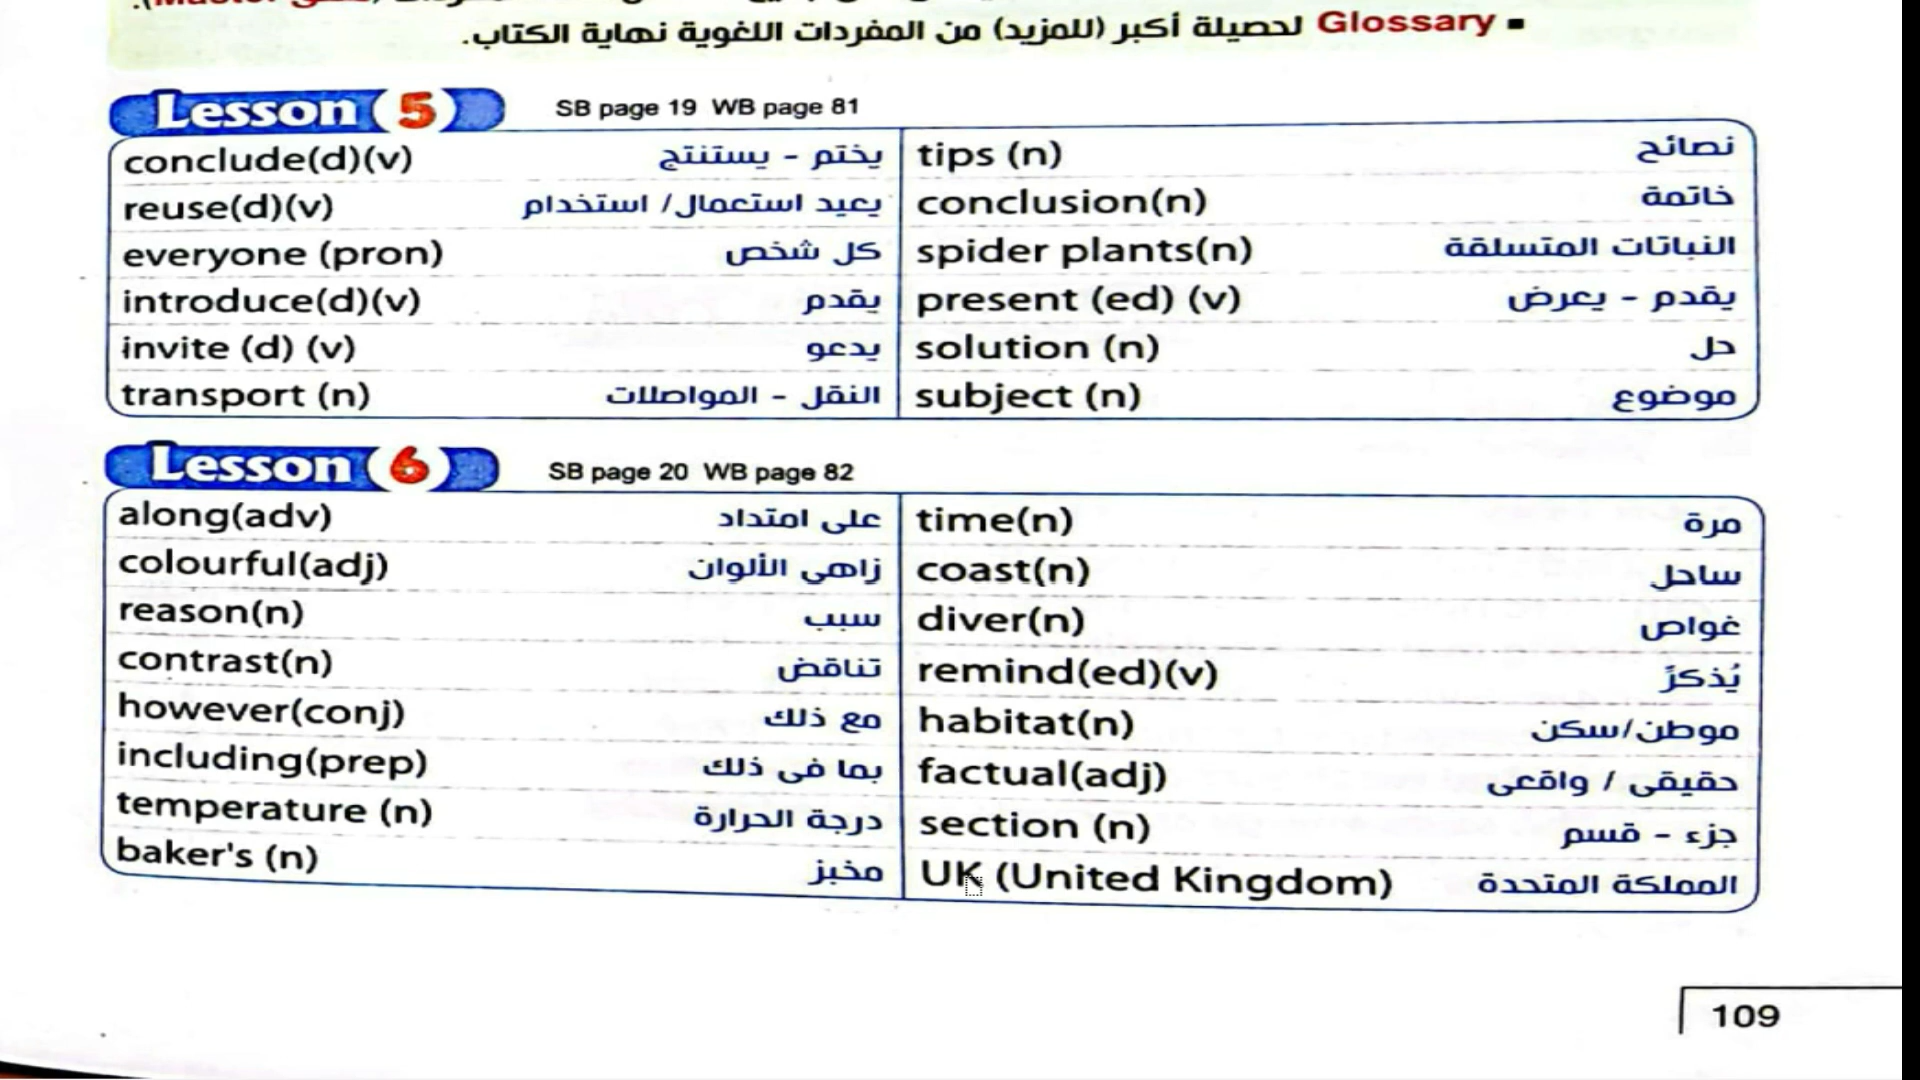 ▪ Glossary لحصيلة أكبر (للمزيد) من المفردات اللغوية نهاية الكتاب.
Lesson (5) SB page 19 WB page 81
conclude(d)(v) يختم - يستنتج tips (n) نصائح
reuse(d)(v) يعيد استعمال/ استخدام conclusion(n) خاتمة
everyone (pron) كل شخص spider plants(n) النباتات المتسلقة
introduce(d)(v) يقدم present (ed) (v) يقدم - يعرض
invite (d) (v) يدعو solution (n) حل
transport (n) النقل - المواصلات subject (n) موضوع
Lesson (6) SB page 20 WB page 82
along(adv) على امتداد time(n) مرة
colourful(adj) زاهى الألوان coast(n) ساحل
reason(n) سبب diver(n) غواص
contrast(n) تناقض remind(ed)(v) يُذكرً
however(conj) مع ذلك habitat(n) موطن/سكن
including(prep) بما فى ذلك factual(adj) حقيقى / واقعى
temperature (n) درجة الحرارة section (n) جزء - قسم
baker's (n) مخبز UK (United Kingdom) المملكة المتحدة
109